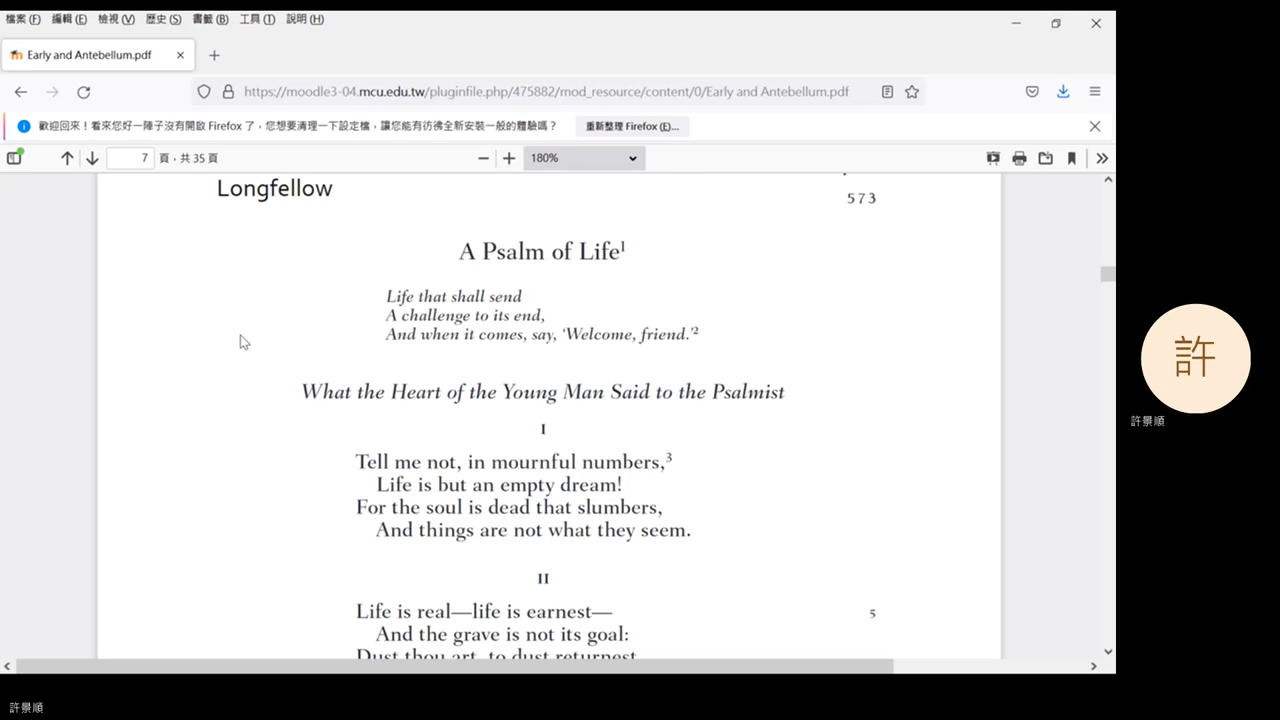 檔案(F) 編輯(E) 檢視(V) 歷史(S) 書籤(B) 工具(T) 說明(H)
Early and Antebellum.pdf
https://moodle3-04.mcu.edu.tw/pluginfile.php/475882/mod_resource/content/0/Early and Antebellum.pdf
歡迎回來！看來您好一陣子沒有開啟 Firefox 了，您想要清理一下設定檔，讓您能有彷彿全新安裝一般的體驗嗎？ 重新整理 Firefox (E)...
7 頁，共 35 頁 180%
Longfellow
573
A Psalm of Life1
Life that shall send
A challenge to its end,
And when it comes, say, ‘Welcome, friend.’2
What the Heart of the Young Man Said to the Psalmist
I
Tell me not, in mournful numbers,3
Life is but an empty dream!
For the soul is dead that slumbers,
And things are not what they seem.
II
Life is real—life is earnest— 5
And the grave is not its goal:
Dust thou art, to dust returnest
許
許景順
許景順